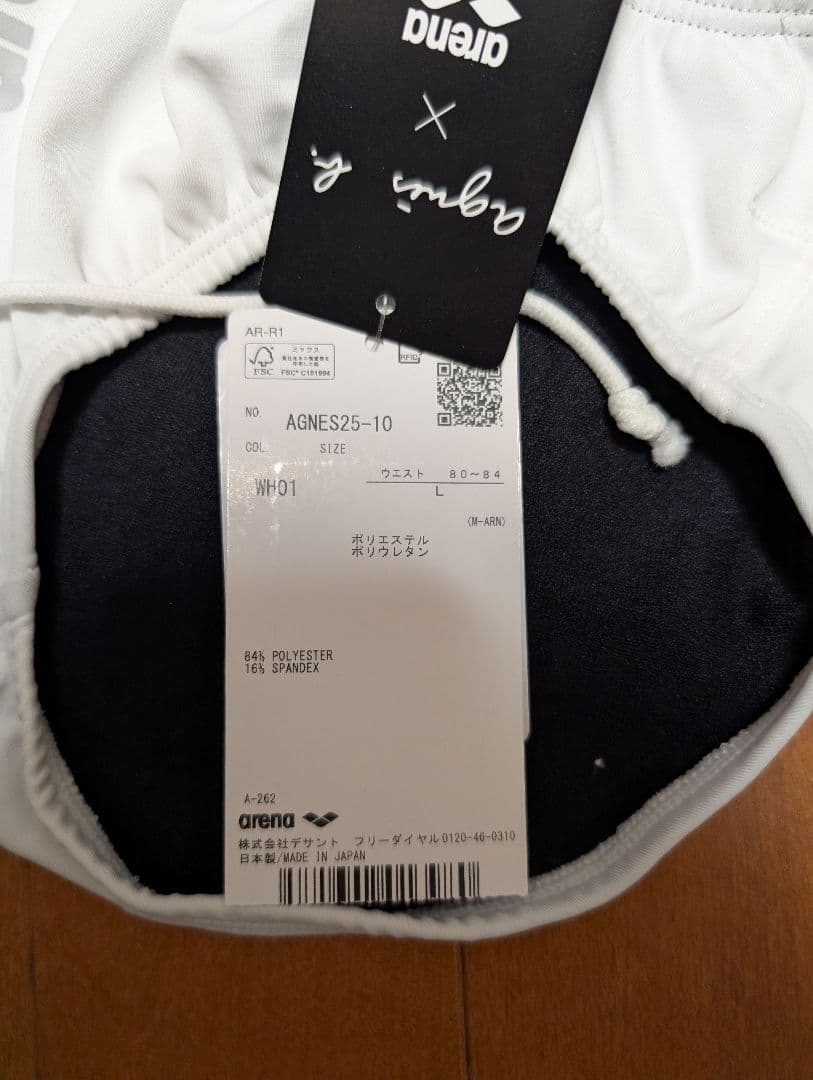 arena
×
agnès b.
AR-R1
ミックス
FSC
FSC® C151994
RFID
NO.
AGNES25-10
COL.
SIZE
WH01
ウエスト 80～84
L
(M-ARN)
ポリエステル
ポリウレタン
84% POLYESTER
16% SPANDEX
A-262
arena
株式会社デサント フリーダイヤル0120-46-0310
日本製/MADE IN JAPAN